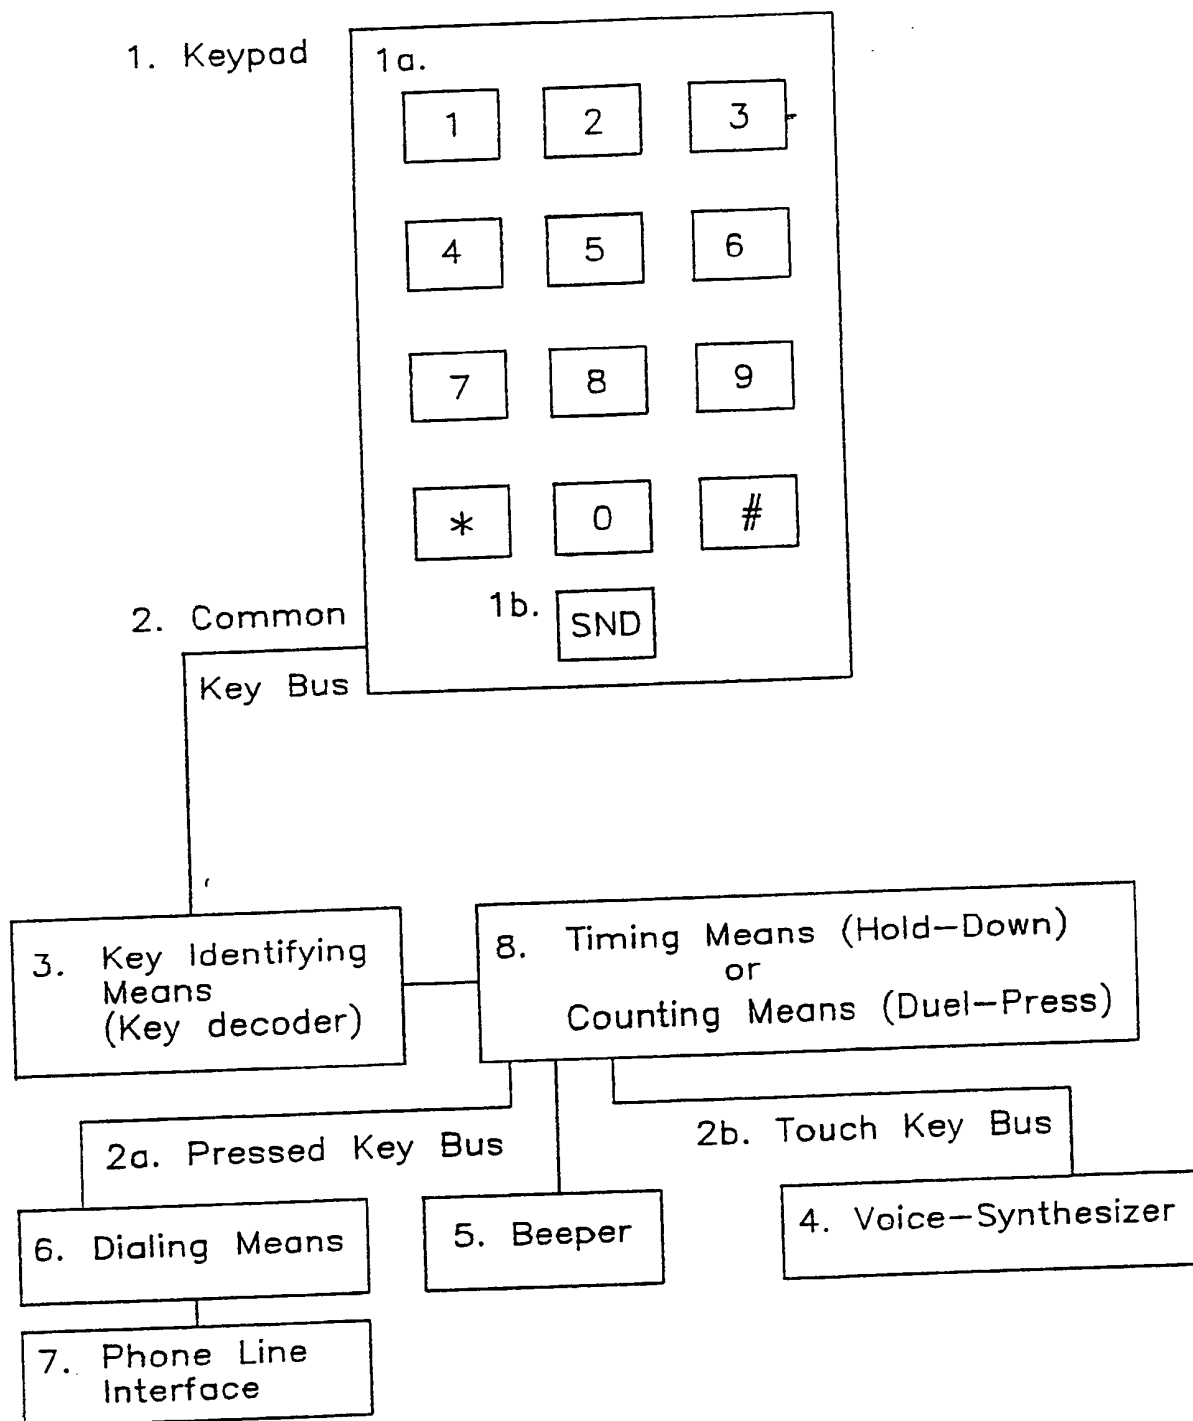 1. Keypad
1a.
1 2 3
4 5 6
7 8 9
* 0 #
2. Common
Key Bus
1b.
SND
3. Key Identifying
Means
(Key decoder)
8. Timing Means (Hold-Down)
or
Counting Means (Duel-Press)
2a. Pressed Key Bus
2b. Touch Key Bus
6. Dialing Means
5. Beeper
4. Voice-Synthesizer
7. Phone Line
Interface